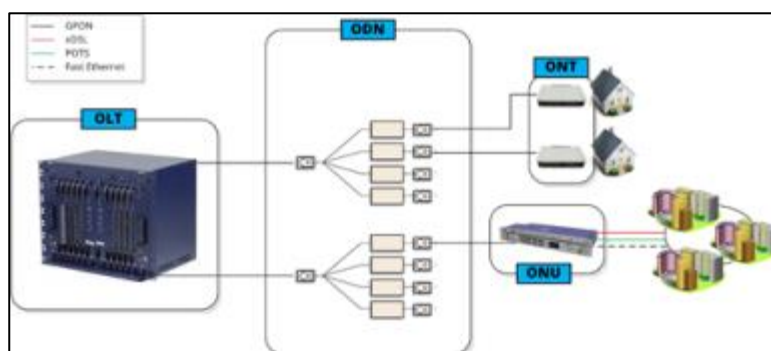 GPON
xDSL
POTS
Fast Ethernet
ODN
ONT
OLT
ONU